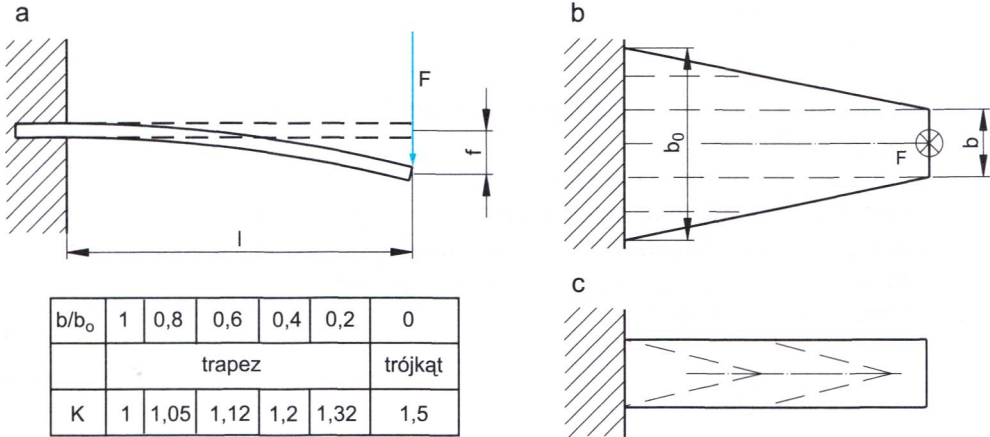 a
F
f
l
b/b₀ 1 0,8 0,6 0,4 0,2 0
trapez trójkąt
K 1 1,05 1,12 1,2 1,32 1,5
b
b₀
F
b
c